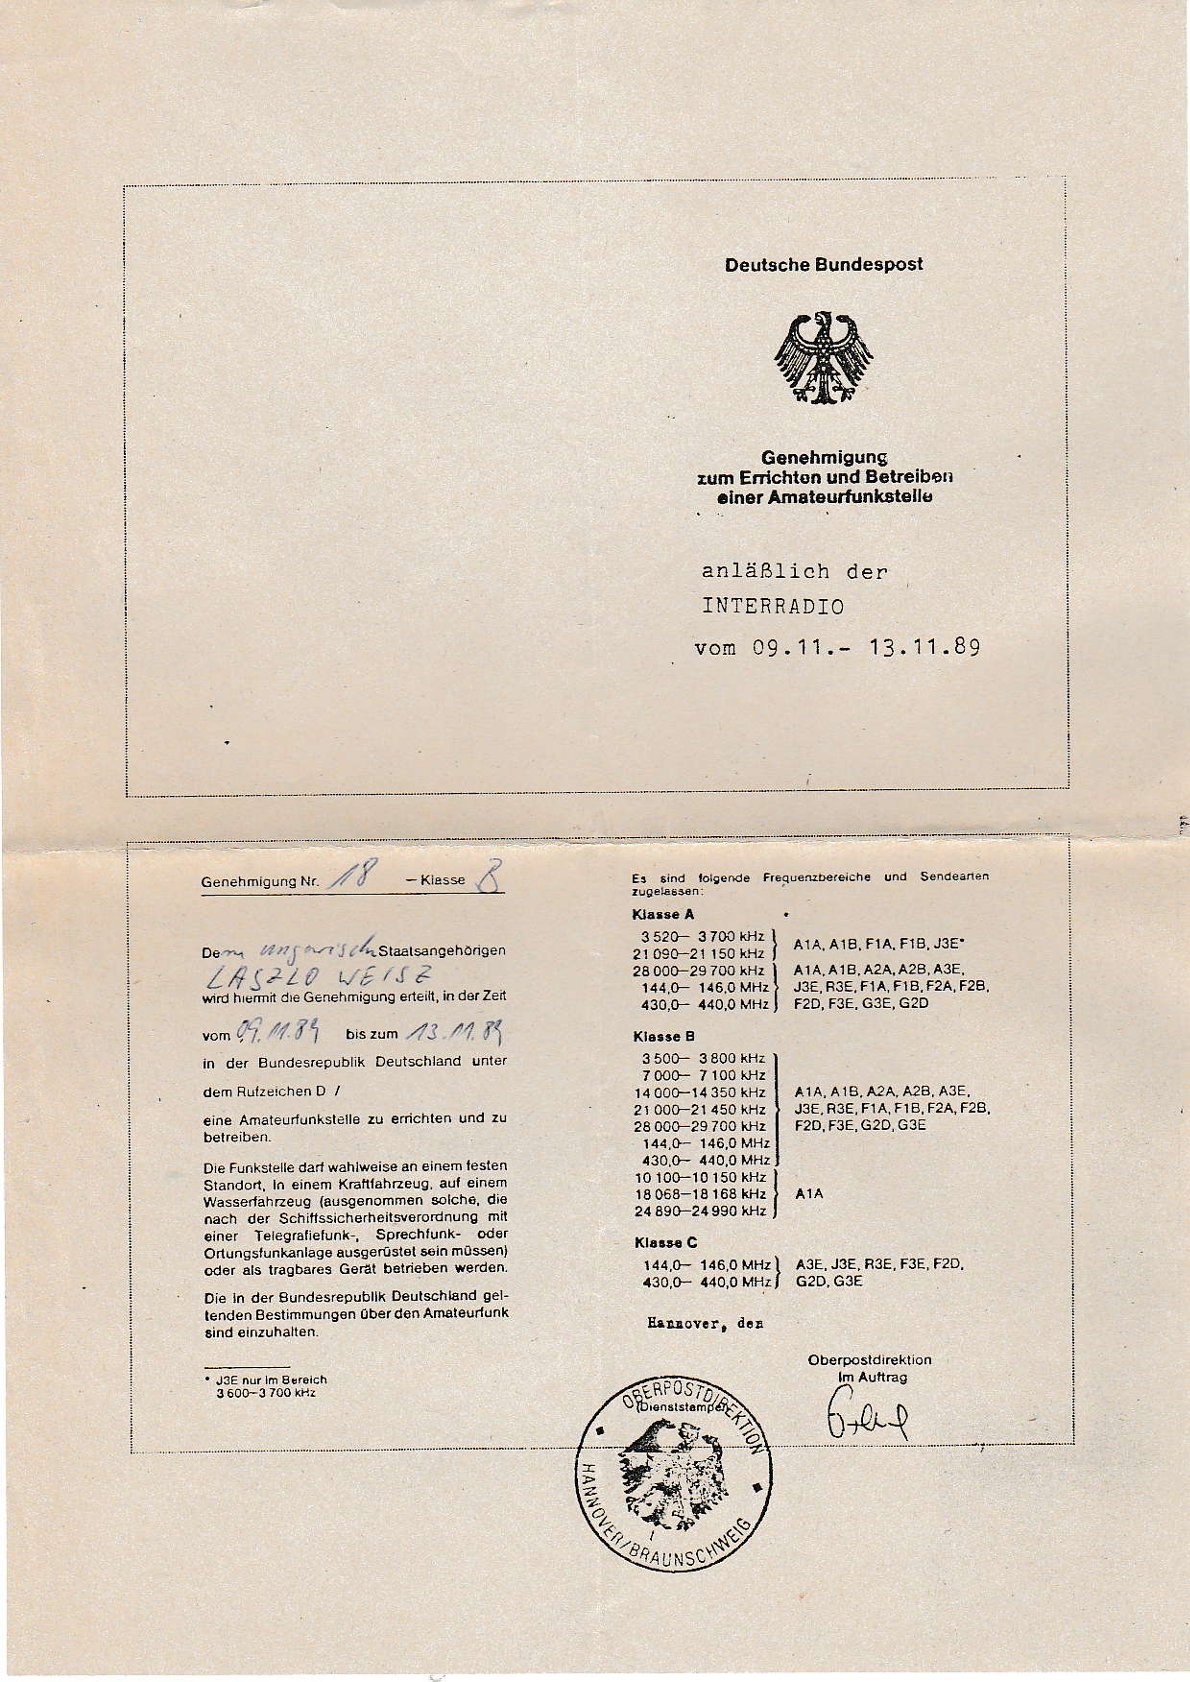 Deutsche Bundespost
Genehmigung
zum Errichten und Betreiben
einer Amateurfunkstelle
anläßlich der
INTERRADIO
vom 09.11.- 13.11.89
Genehmigung Nr. 18 – Klasse B
Dem ungarischen Staatsangehörigen
LASZLO WEISZ
wird hiermit die Genehmigung erteilt, in der Zeit
vom 09.11.89 bis zum 13.11.89
in der Bundesrepublik Deutschland unter
dem Rufzeichen D /
eine Amateurfunkstelle zu errichten und zu
betreiben.
Die Funkstelle darf wahlweise an einem festen
Standort, in einem Kraftfahrzeug, auf einem
Wasserfahrzeug (ausgenommen solche, die
nach der Schiffssicherheitsverordnung mit
einer Telegrafiefunk-, Sprechfunk- oder
Ortungsfunkanlage ausgerüstet sein müssen)
oder als tragbares Gerät betrieben werden.
Die in der Bundesrepublik Deutschland gel-
tenden Bestimmungen über den Amateurfunk
sind einzuhalten.
* J3E nur im Bereich
3 600–3 700 kHz
Es sind folgende Frequenzbereiche und Sendearten
zugelassen:
Klasse A
3 520– 3 700 kHz
21 090–21 150 kHz
A1A, A1B, F1A, F1B, J3E*
28 000–29 700 kHz A1A, A1B, A2A, A2B, A3E,
144,0– 146,0 MHz J3E, R3E, F1A, F1B, F2A, F2B,
430,0– 440,0 MHz F2D, F3E, G3E, G2D
Klasse B
3 500– 3 800 kHz
7 000– 7 100 kHz
14 000–14 350 kHz A1A, A1B, A2A, A2B, A3E,
21 000–21 450 kHz J3E, R3E, F1A, F1B, F2A, F2B,
28 000–29 700 kHz F2D, F3E, G2D, G3E
144,0– 146,0 MHz
430,0– 440,0 MHz
10 100–10 150 kHz
18 068–18 168 kHz A1A
24 890–24 990 kHz
Klasse C
144,0– 146,0 MHz A3E, J3E, R3E, F3E, F2D,
430,0– 440,0 MHz G2D, G3E
Hannover, den
Oberpostdirektion
Im Auftrag
(Dienststempel)
OBERPOSTDIREKTION
HANNOVER/BRAUNSCHWEIG